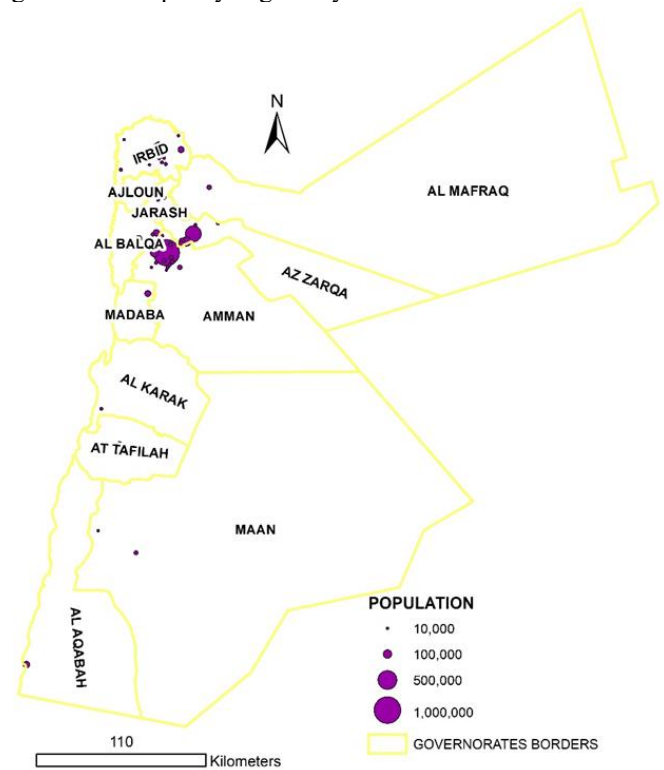 N
IRBID
AJLOUN
JARASH
AL MAFRAQ
AL BALQA
AZ ZARQA
MADABA
AMMAN
AL KARAK
AT TAFILAH
MAAN
AL AQABAH
POPULATION
10,000
100,000
500,000
1,000,000
GOVERNORATES BORDERS
110
Kilometers